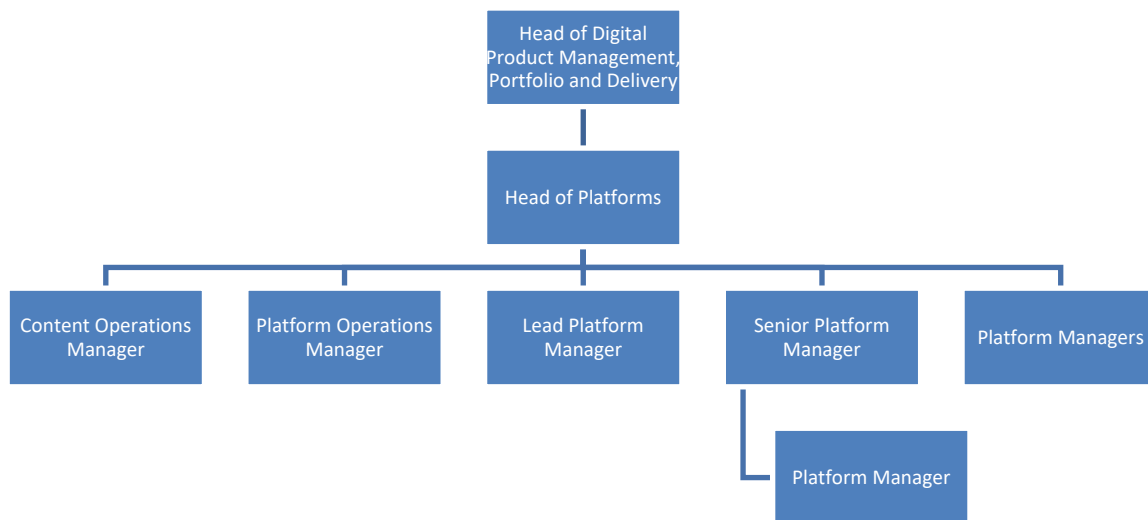 Head of Digital
Product Management,
Portfolio and Delivery
Head of Platforms
Content Operations
Manager
Platform Operations
Manager
Lead Platform
Manager
Senior Platform
Manager
Platform Managers
Platform Manager